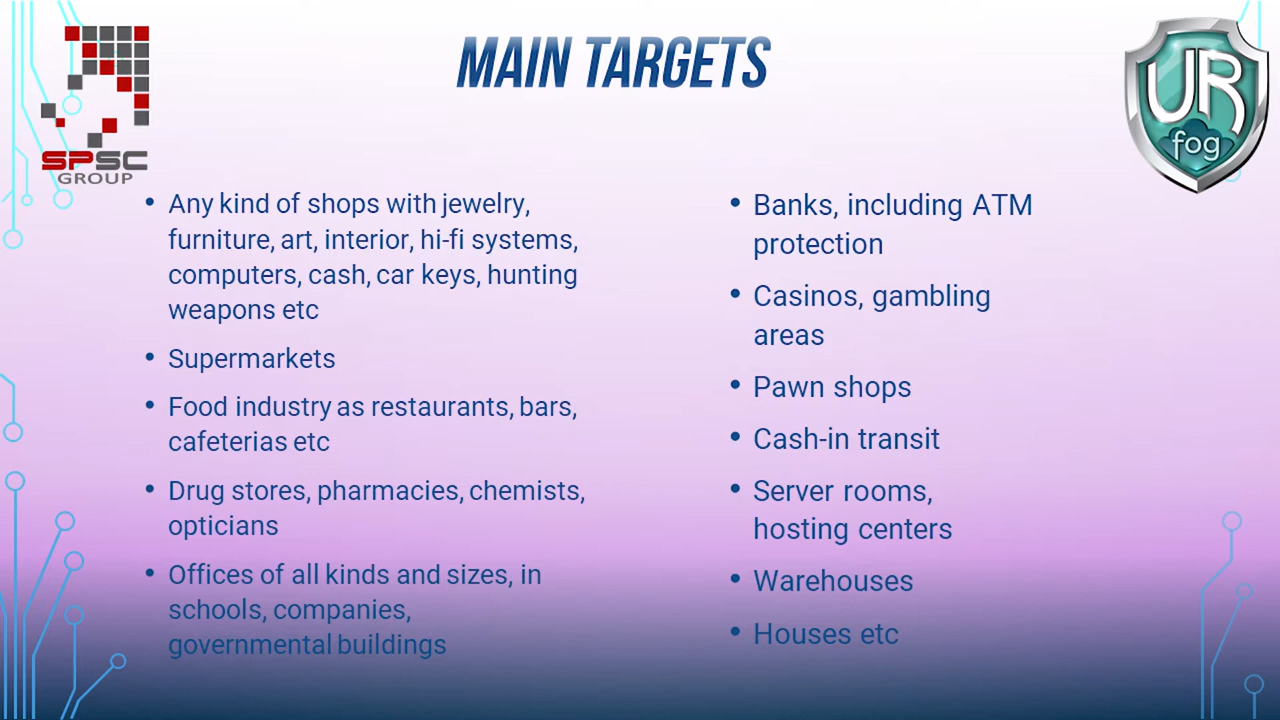 MAIN TARGETS
SPSC
GROUP
UR
fog
• Any kind of shops with jewelry,
furniture, art, interior, hi-fi systems,
computers, cash, car keys, hunting
weapons etc
• Supermarkets
• Food industry as restaurants, bars,
cafeterias etc
• Drug stores, pharmacies, chemists,
opticians
• Offices of all kinds and sizes, in
schools, companies,
governmental buildings
• Banks, including ATM
protection
• Casinos, gambling
areas
• Pawn shops
• Cash-in transit
• Server rooms,
hosting centers
• Warehouses
• Houses etc